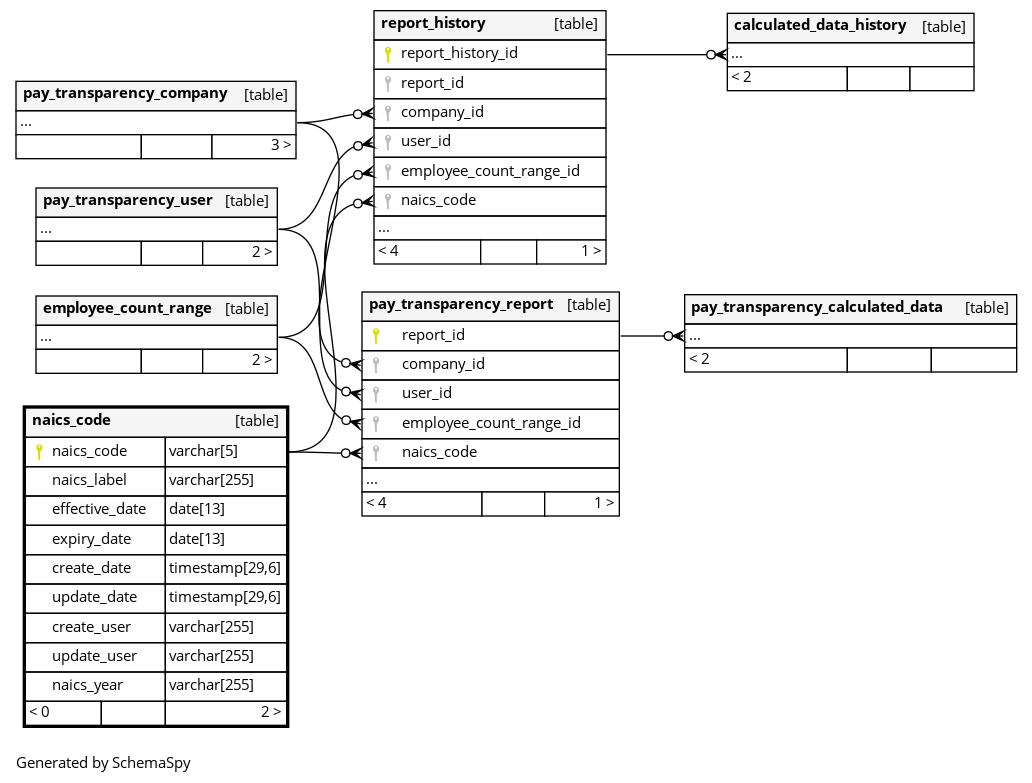 report_history [table]
report_history_id
report_id
company_id
user_id
employee_count_range_id
naics_code
...
< 4 1 >
calculated_data_history [table]
...
< 2
pay_transparency_company [table]
...
3 >
pay_transparency_user [table]
...
2 >
employee_count_range [table]
...
2 >
pay_transparency_report [table]
report_id
company_id
user_id
employee_count_range_id
naics_code
...
< 4 1 >
pay_transparency_calculated_data [table]
...
< 2
naics_code [table]
naics_code varchar[5]
naics_label varchar[255]
effective_date date[13]
expiry_date date[13]
create_date timestamp[29,6]
update_date timestamp[29,6]
create_user varchar[255]
update_user varchar[255]
naics_year varchar[255]
< 0 2 >
Generated by SchemaSpy